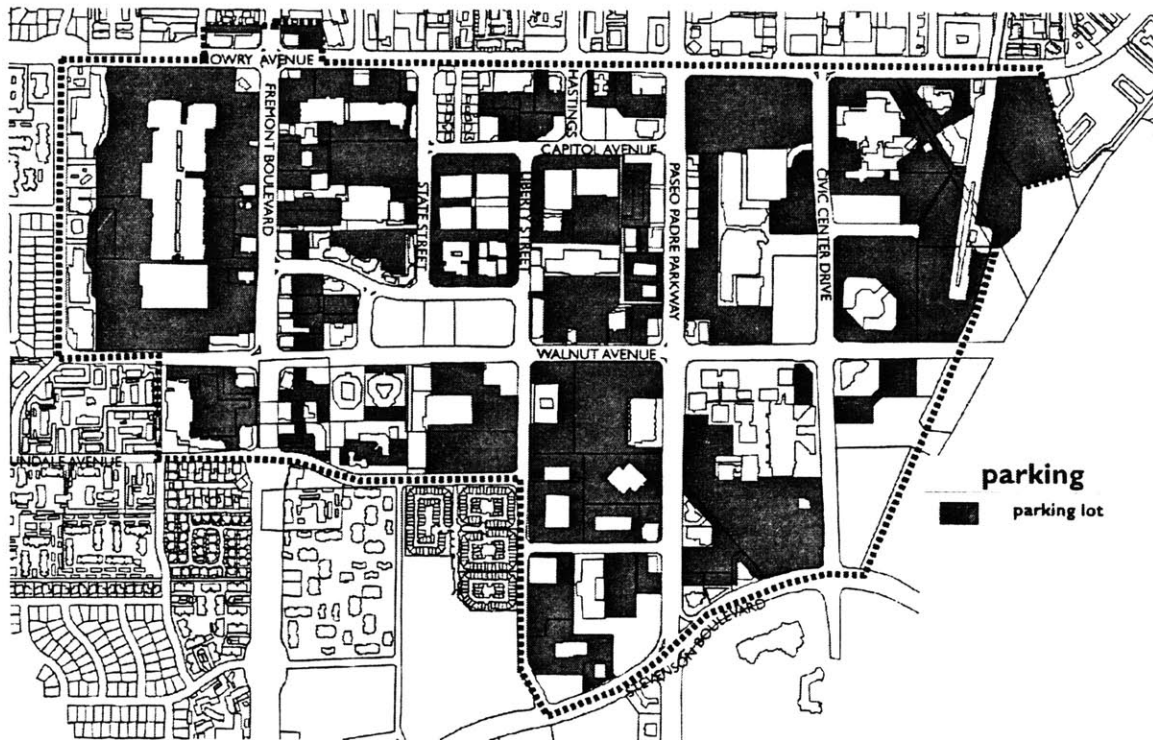 OWRY AVENUE
FREMONT BOULEVARD
HASTINGS
CAPITOL AVENUE
STATE STREET
LIBERTY STREET
PASEO PADRE PARKWAY
CIVIC CENTER DRIVE
WALNUT AVENUE
UNDALE AVENUE
STEVENSON BOULEVARD
parking
parking lot